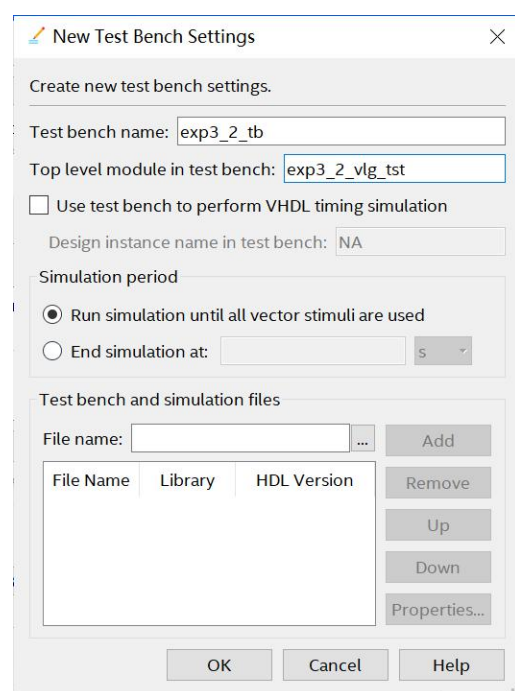 New Test Bench Settings
Create new test bench settings.
Test bench name: exp3_2_tb
Top level module in test bench: exp3_2_vlg_tst
Use test bench to perform VHDL timing simulation
Design instance name in test bench: NA
Simulation period
Run simulation until all vector stimuli are used
End simulation at: s
Test bench and simulation files
File name: ... Add
File Name Library HDL Version Remove
Up
Down
Properties...
OK Cancel Help